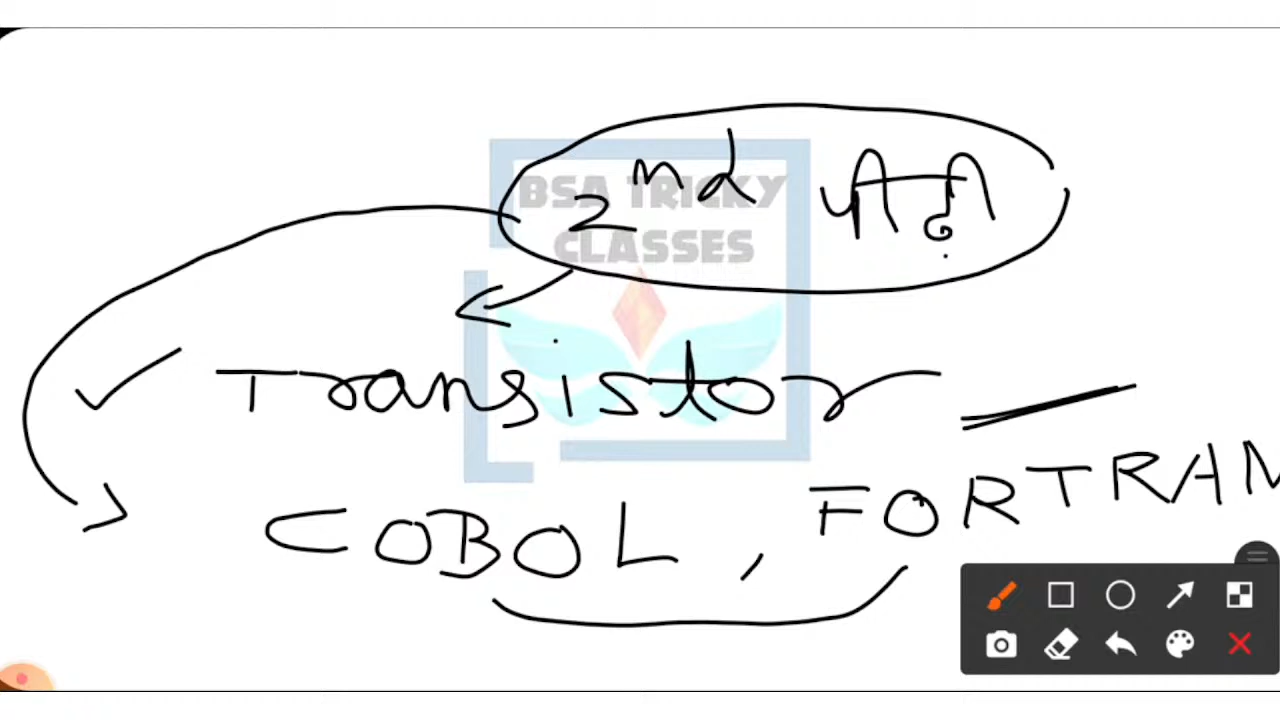 BSA TRICKY
CLASSES
2nd
Transistor
COBOL, FORTRAN